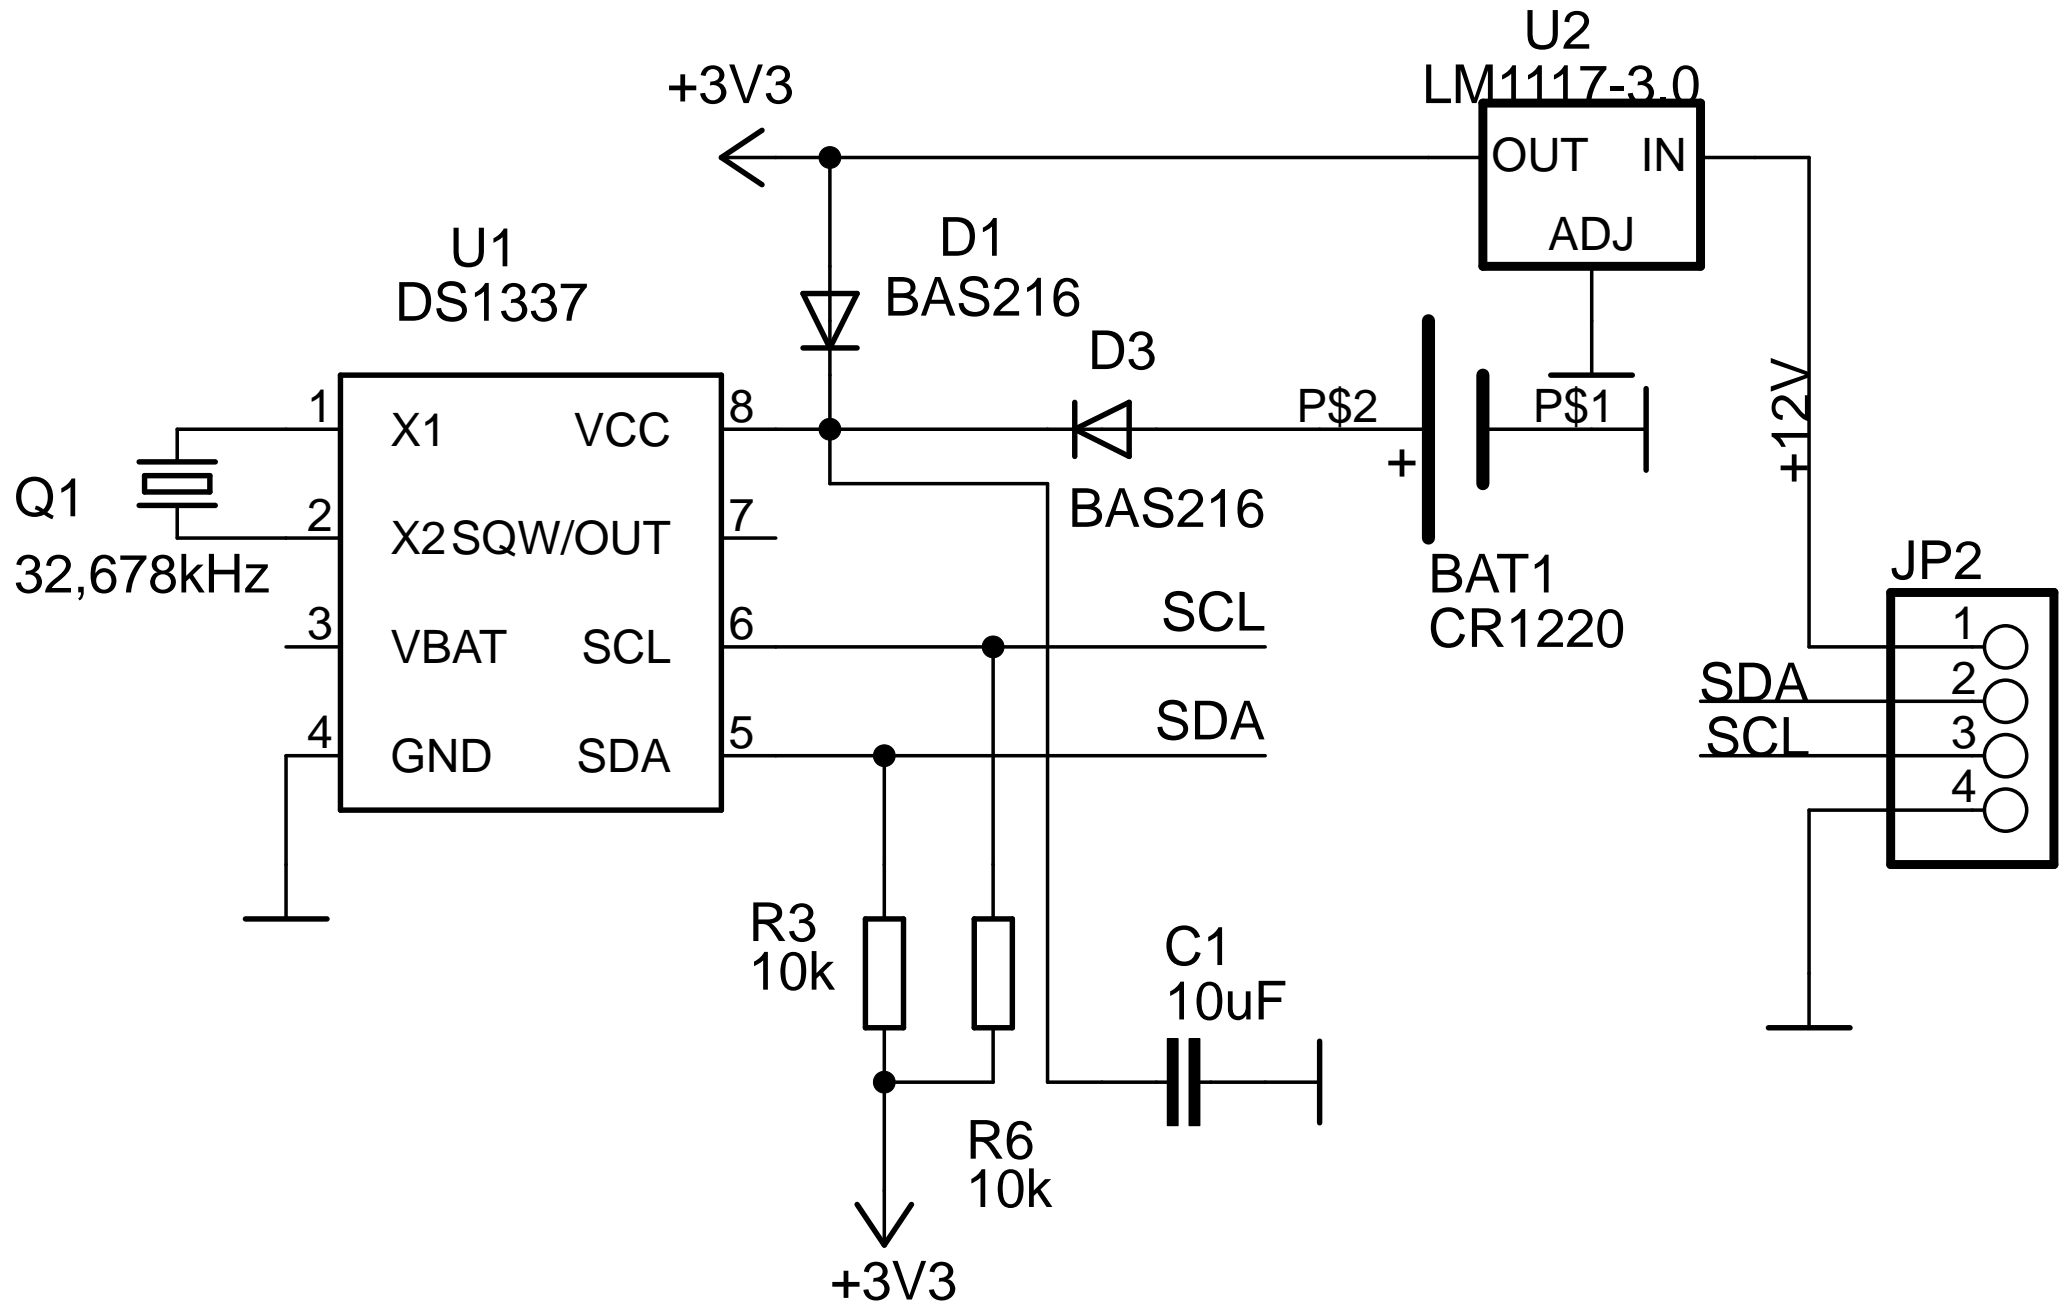 U2
LM1117-3.0
+3V3
OUT IN
ADJ
U1
DS1337
D1
BAS216
D3
P$2
P$1
+
BAS216
+12V
BAT1
CR1220
1
X1
VCC
8
Q1
32,678kHz
2
X2
SQW/OUT
7
3
VBAT
SCL
6
SCL
4
GND
SDA
5
SDA
JP2
1
SDA
2
SCL
3
4
R3
10k
C1
10uF
R6
10k
+3V3